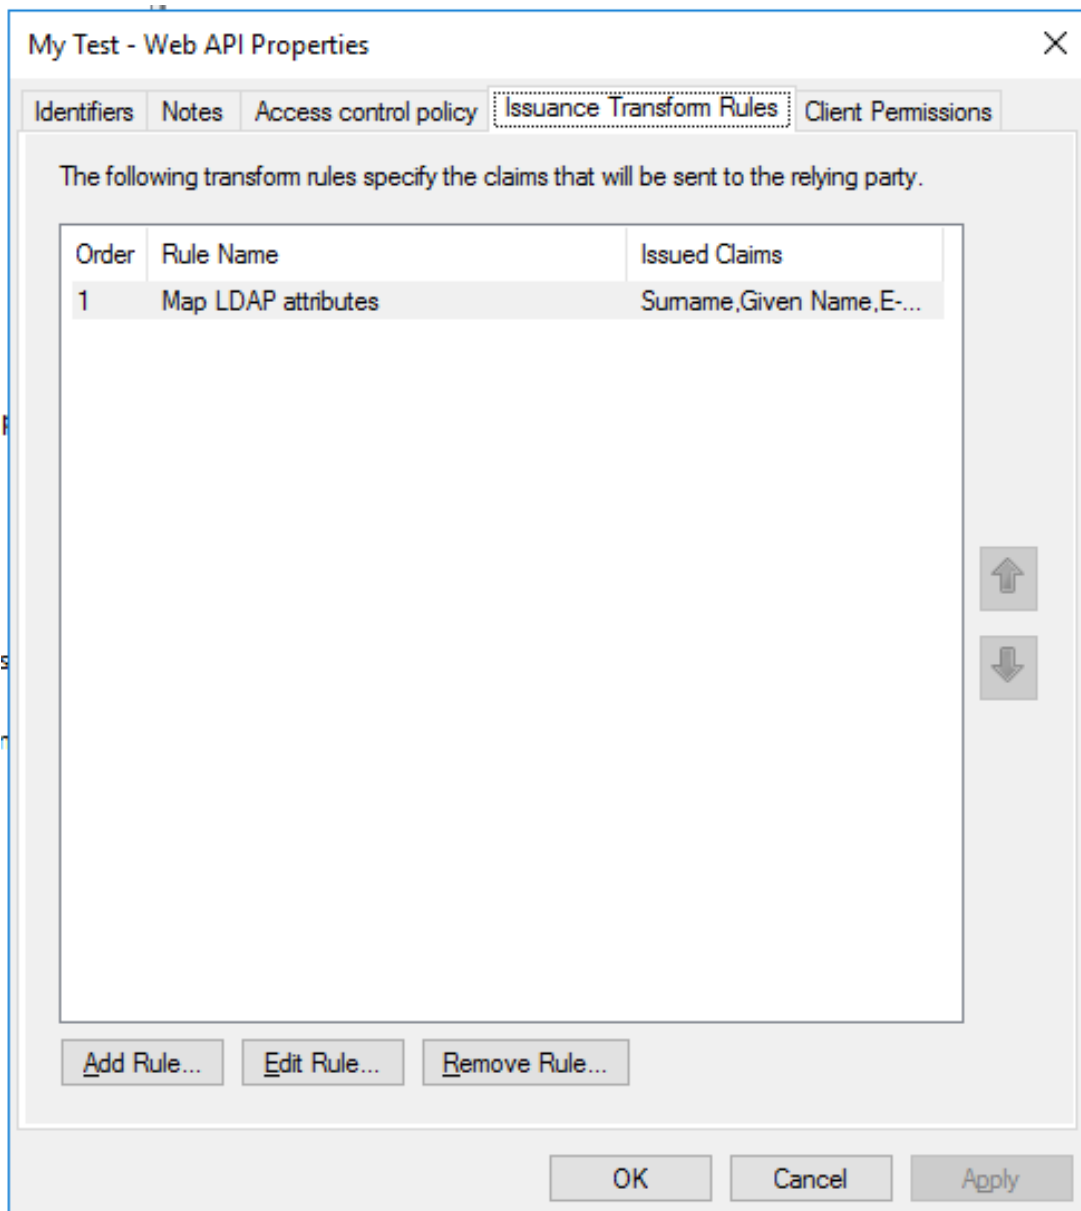 My Test - Web API Properties
Identifiers Notes Access control policy Issuance Transform Rules Client Permissions
The following transform rules specify the claims that will be sent to the relying party.
Order Rule Name Issued Claims
1 Map LDAP attributes Surname,Given Name,E-...
Add Rule... Edit Rule... Remove Rule...
OK Cancel Apply